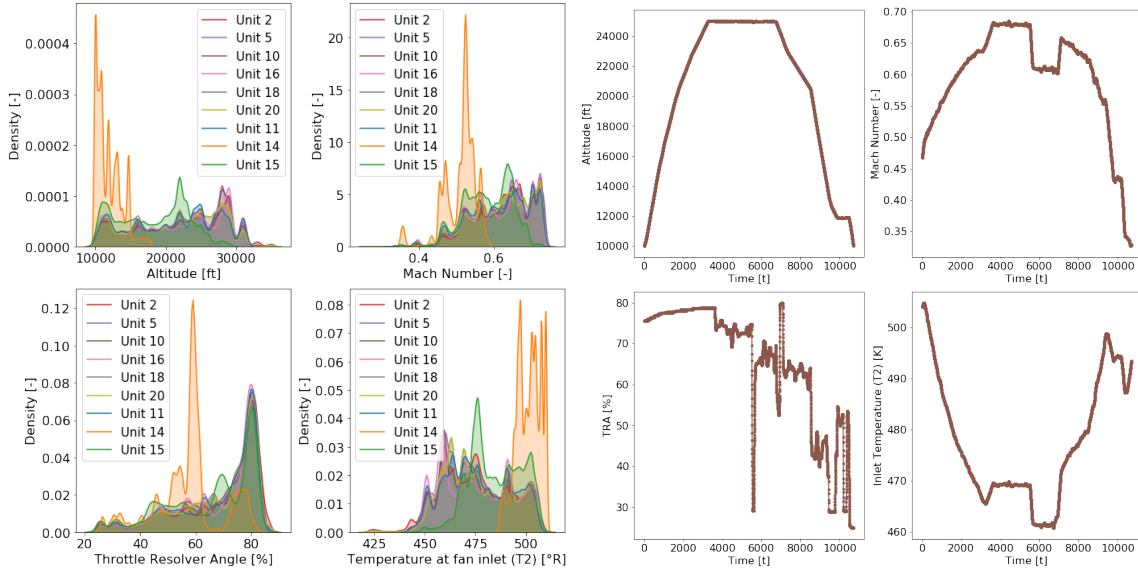 Density [-]
0.0004
0.0003
0.0002
0.0001
0.0000
10000 20000 30000
Altitude [ft]
Unit 2
Unit 5
Unit 10
Unit 16
Unit 18
Unit 20
Unit 11
Unit 14
Unit 15
Density [-]
20
15
10
5
0
0.4 0.6
Mach Number [-]
Unit 2
Unit 5
Unit 10
Unit 16
Unit 18
Unit 20
Unit 11
Unit 14
Unit 15
Altitude [ft]
24000
22000
20000
18000
16000
14000
12000
10000
0 2000 4000 6000 8000 10000
Time [t]
Mach Number [-]
0.70
0.65
0.60
0.55
0.50
0.45
0.40
0.35
0 2000 4000 6000 8000 10000
Time [t]
Density [-]
0.12
0.10
0.08
0.06
0.04
0.02
0.00
20 40 60 80
Throttle Resolver Angle [%]
Unit 2
Unit 5
Unit 10
Unit 16
Unit 18
Unit 20
Unit 11
Unit 14
Unit 15
Density [-]
0.08
0.07
0.06
0.05
0.04
0.03
0.02
0.01
0.00
425 450 475 500
Temperature at fan inlet (T2) [°R]
Unit 2
Unit 5
Unit 10
Unit 16
Unit 18
Unit 20
Unit 11
Unit 14
Unit 15
TRA [%]
80
70
60
50
40
30
0 2000 4000 6000 8000 10000
Time [t]
Inlet Temperature (T2) [K]
500
490
480
470
460
0 2000 4000 6000 8000 10000
Time [t]